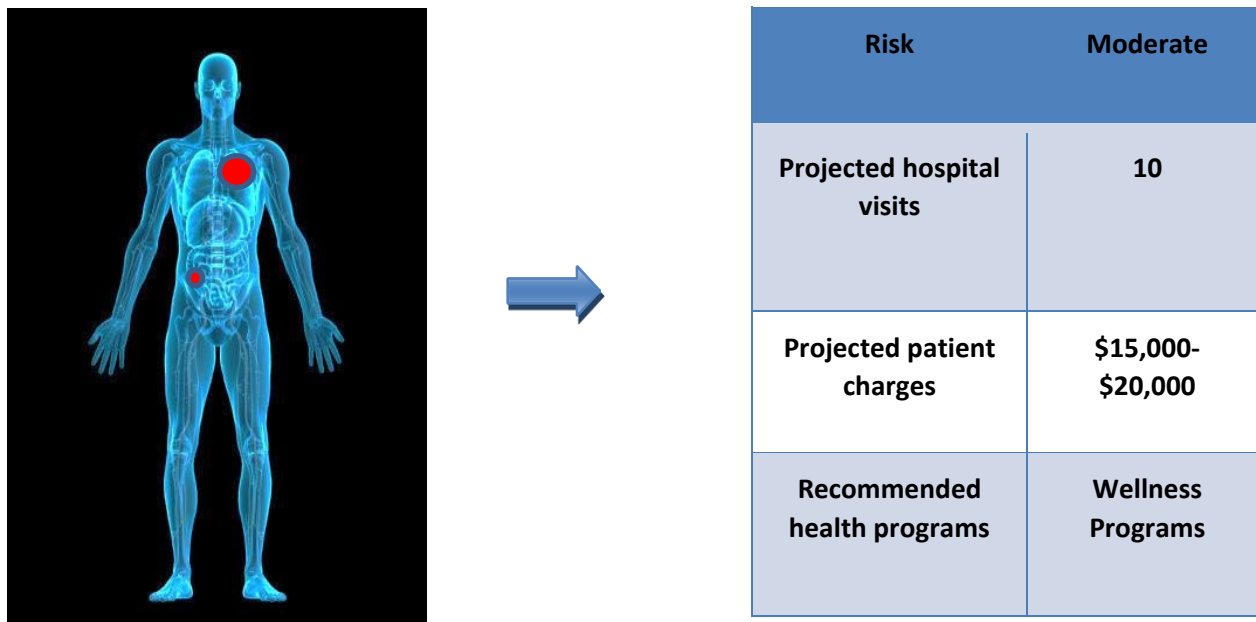 Risk
Moderate
Projected hospital
visits
10
Projected patient
charges
$15,000-
$20,000
Recommended
health programs
Wellness
Programs